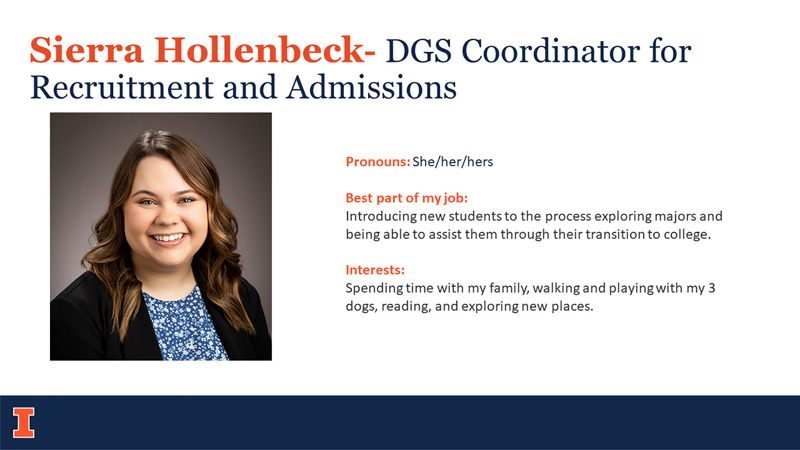 Sierra Hollenbeck- DGS Coordinator for
Recruitment and Admissions
Pronouns: She/her/hers
Best part of my job:
Introducing new students to the process exploring majors and
being able to assist them through their transition to college.
Interests:
Spending time with my family, walking and playing with my 3
dogs, reading, and exploring new places.
I